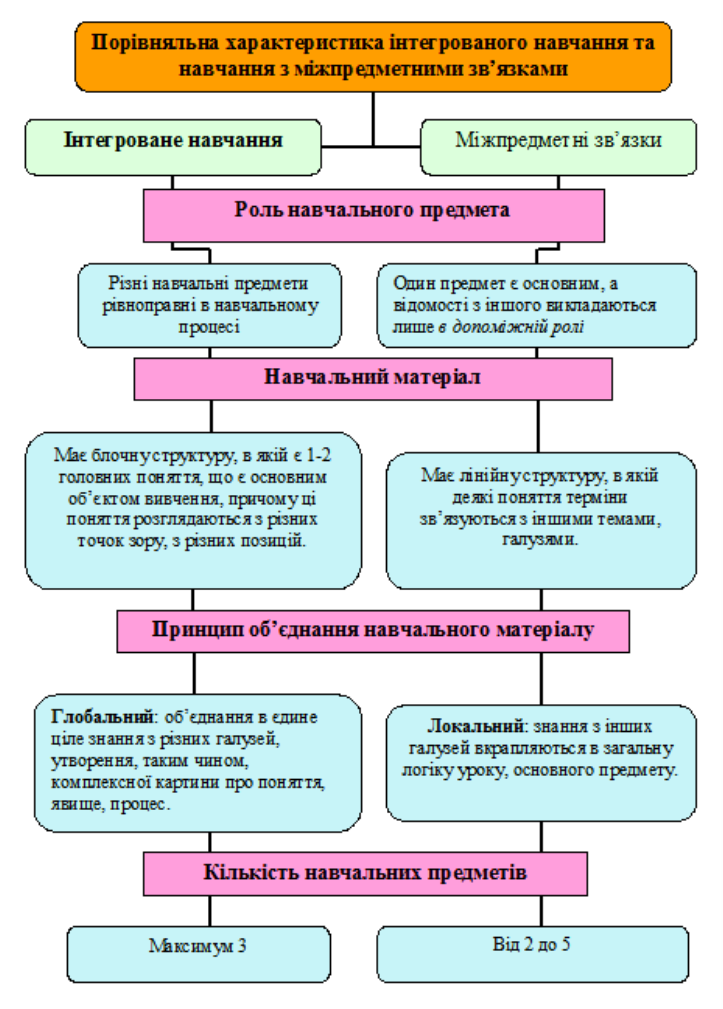 Порівняльна характеристика інтегрованого навчання та
навчання з міжпредметними зв’язками
Інтегроване навчання
Міжпредметні зв’язки
Роль навчального предмета
Різні навчальні предмети
рівноправні в навчальному
процесі
Один предмет є основним, а
відомості з іншого викладаються
лише в допоміжній ролі
Навчальний матеріал
Має блочну структуру, в якій є 1-2
головних поняття, що є основним
об’єктом вивчення, причому ці
поняття розглядаються з різних
точок зору, з різних позицій.
Має лінійну структуру, в якій
деякі поняття терміни
зв’язуються з іншими темами,
галузями.
Принцип об’єднання навчального матеріалу
Глобальний: об’єднання в єдине
ціле знання з різних галузей,
утворення, таким чином,
комплексної картини про поняття,
явище, процес.
Локальний: знання з інших
галузей вкрапляються в загальну
логіку уроку, основного предмету.
Кількість навчальних предметів
Максимум 3
Від 2 до 5